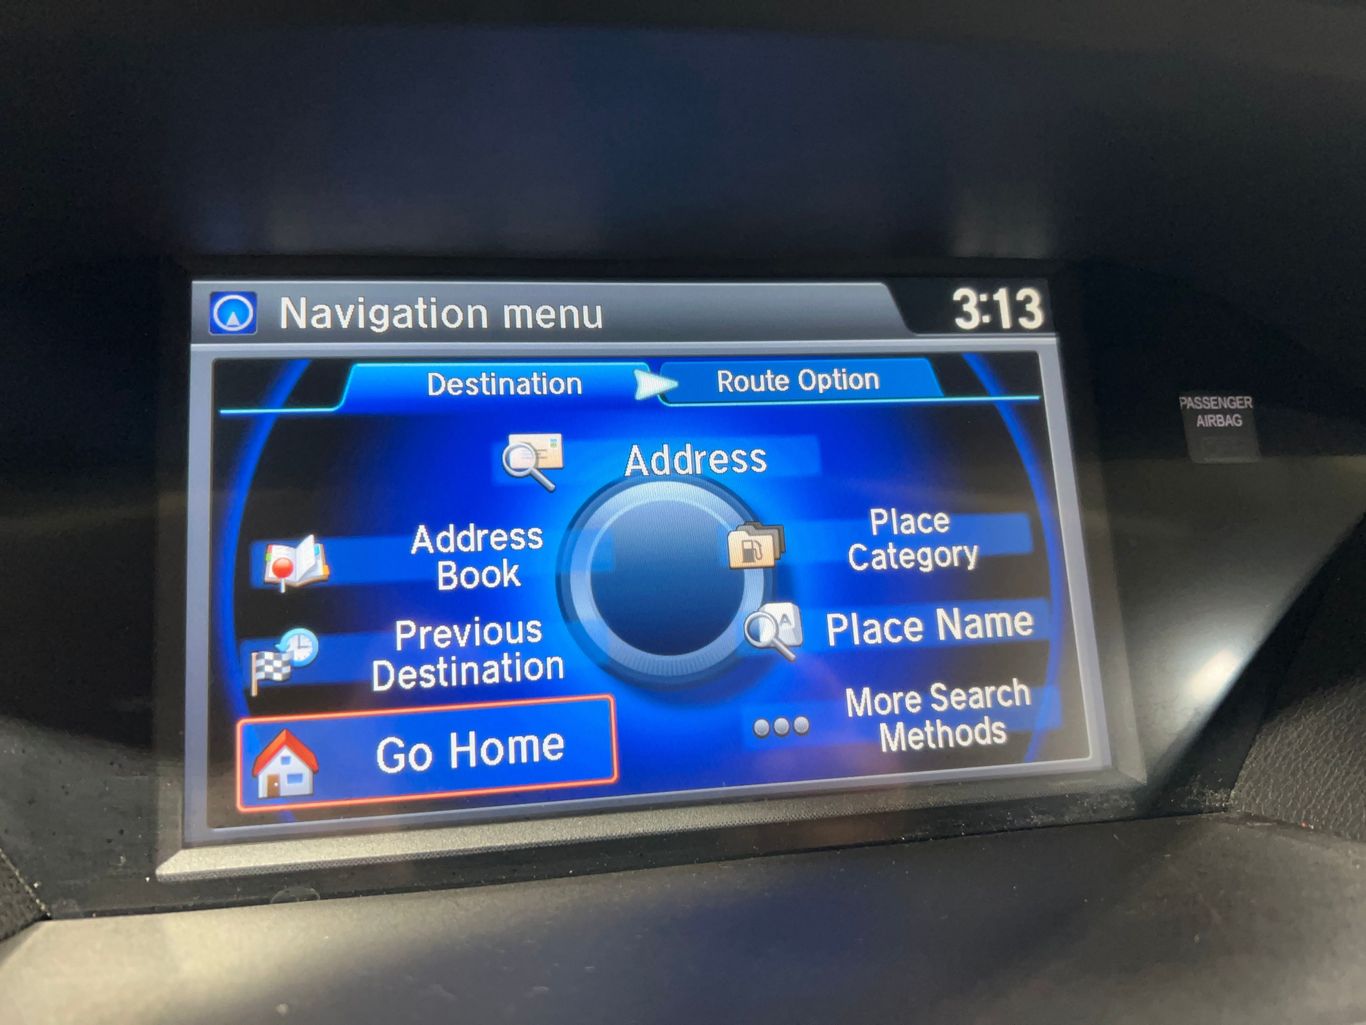 Navigation menu
3:13
Destination
Route Option
Address
Address
Book
Place
Category
Previous
Destination
Place Name
Go Home
More Search
Methods
PASSENGER
AIRBAG
A